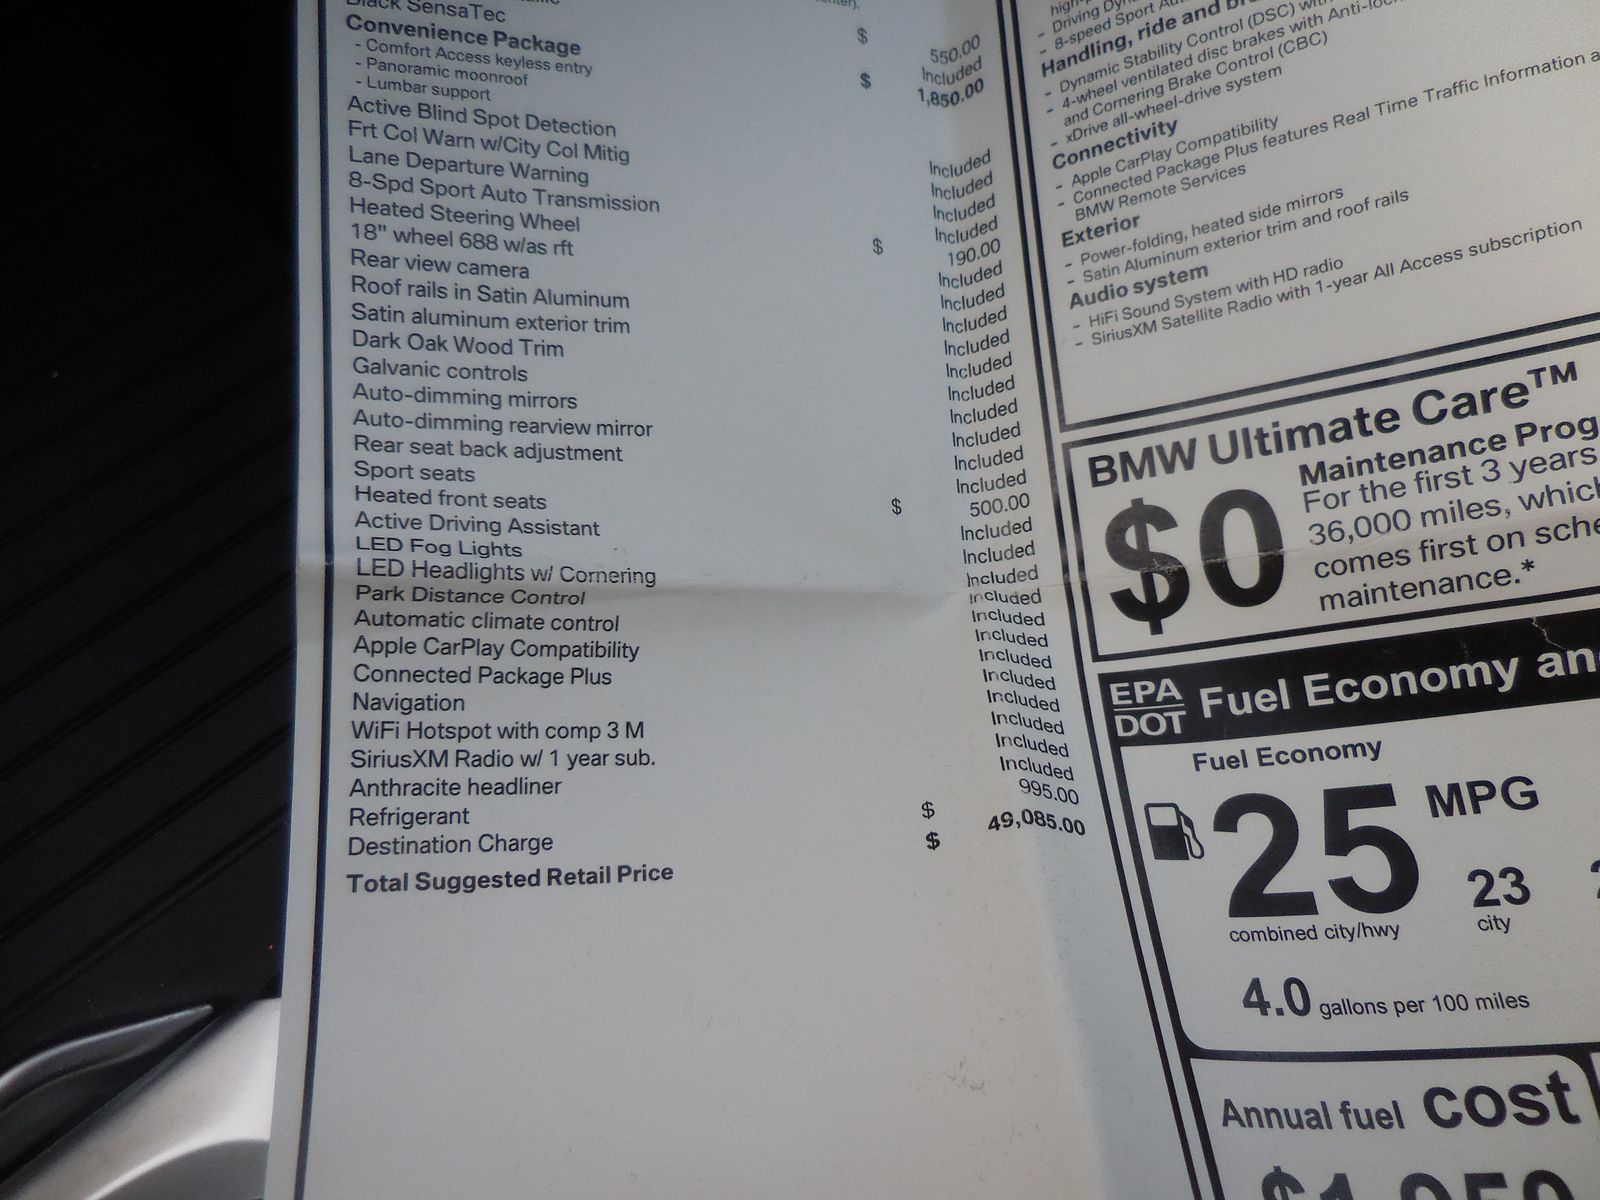 Black SensaTec
Convenience Package
- Comfort Access keyless entry
- Panoramic moonroof
- Lumbar support
Active Blind Spot Detection
Frt Col Warn w/City Col Mitig
Lane Departure Warning
8-Spd Sport Auto Transmission
Heated Steering Wheel
18" wheel 688 w/as rft
Rear view camera
Roof rails in Satin Aluminum
Satin aluminum exterior trim
Dark Oak Wood Trim
Galvanic controls
Auto-dimming mirrors
Auto-dimming rearview mirror
Rear seat back adjustment
Sport seats
Heated front seats
Active Driving Assistant
LED Fog Lights
LED Headlights w/ Cornering
Park Distance Control
Automatic climate control
Apple CarPlay Compatibility
Connected Package Plus
Navigation
WiFi Hotspot with comp 3 M
SiriusXM Radio w/ 1 year sub.
Anthracite headliner
Refrigerant
Destination Charge
Total Suggested Retail Price
$ 550.00
Included
$ 1,850.00
Included
Included
Included
Included
$ 190.00
Included
Included
Included
Included
Included
Included
Included
Included
Included
Included
$ 500.00
Included
Included
Included
Included
Included
Included
Included
Included
Included
Included
Included
Included
$ 995.00
$ 49,085.00
- 8-speed Sport
Handling, ride and
- Dynamic Stability Control (DSC)
- 4-wheel ventilated disc brakes with
and Cornering Brake Control (CBC)
- xDrive all-wheel-drive system
Connectivity
- Apple CarPlay Compatibility
- Connected Package Plus features Real Time Traffic Information
BMW Remote Services
Exterior
- Power-folding, heated side mirrors
- Satin Aluminum exterior trim and roof rails
Audio system
- HiFi Sound System with HD radio
- SiriusXM Satellite Radio with 1-year All Access subscription
BMW Ultimate Care™
$0
Maintenance Prog
For the first 3 years
36,000 miles, which
comes first on sche
maintenance.*
EPA
DOT
Fuel Economy an
Fuel Economy
25 MPG
combined city/hwy
23
city
4.0 gallons per 100 miles
Annual fuel cost